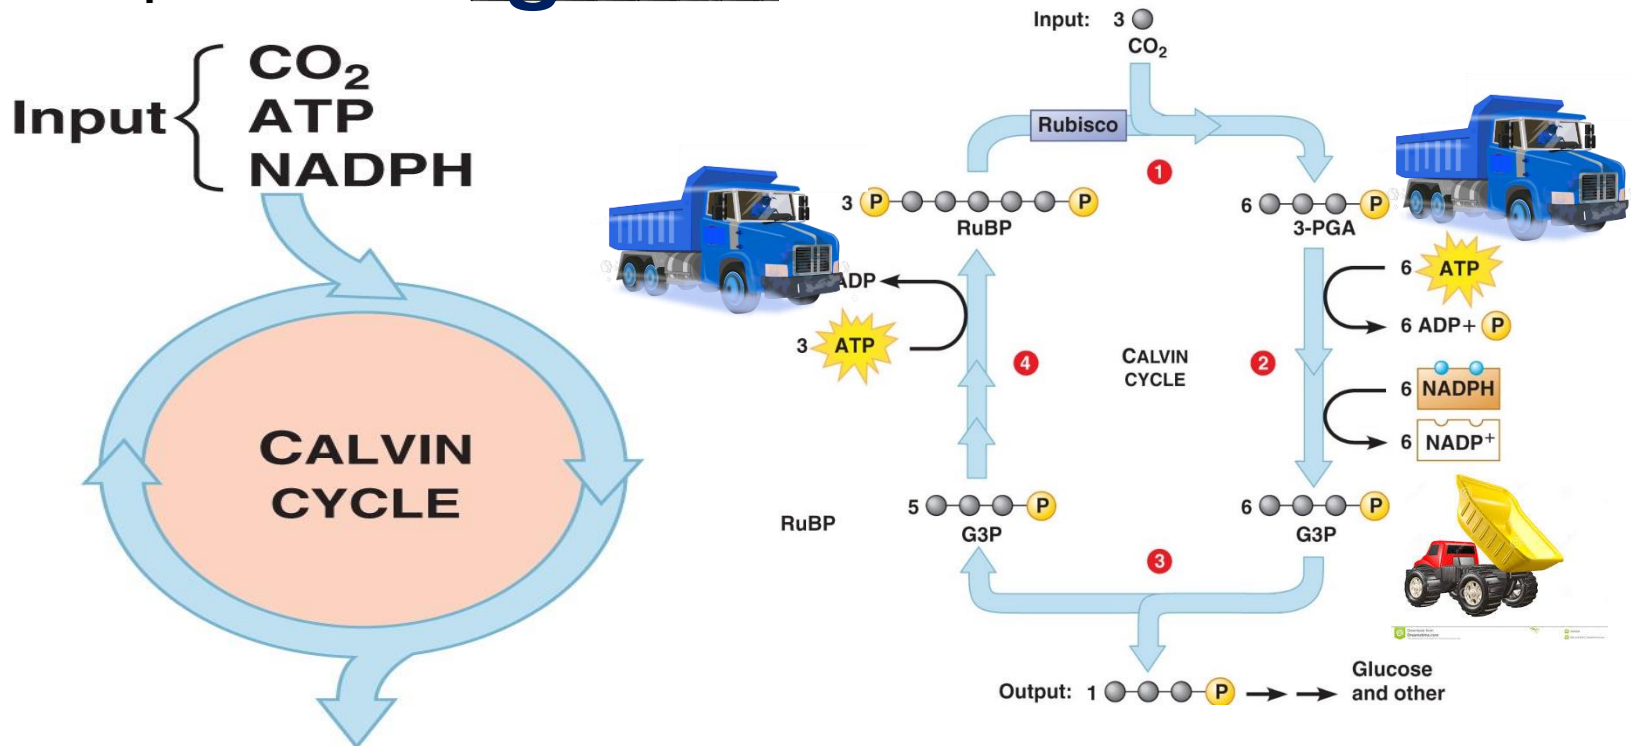 g
Input
CO₂
ATP
NADPH
CALVIN
CYCLE
Input: 3
CO₂
Rubisco
1
3 P P
RuBP
6 P
3-PGA
ADP
3 ATP
4
CALVIN
CYCLE
2
6 ATP
6 ADP+ P
6 NADPH
6 NADP⁺
RuBP
5 P
G3P
6 P
G3P
3
Output: 1 P
Glucose
and other